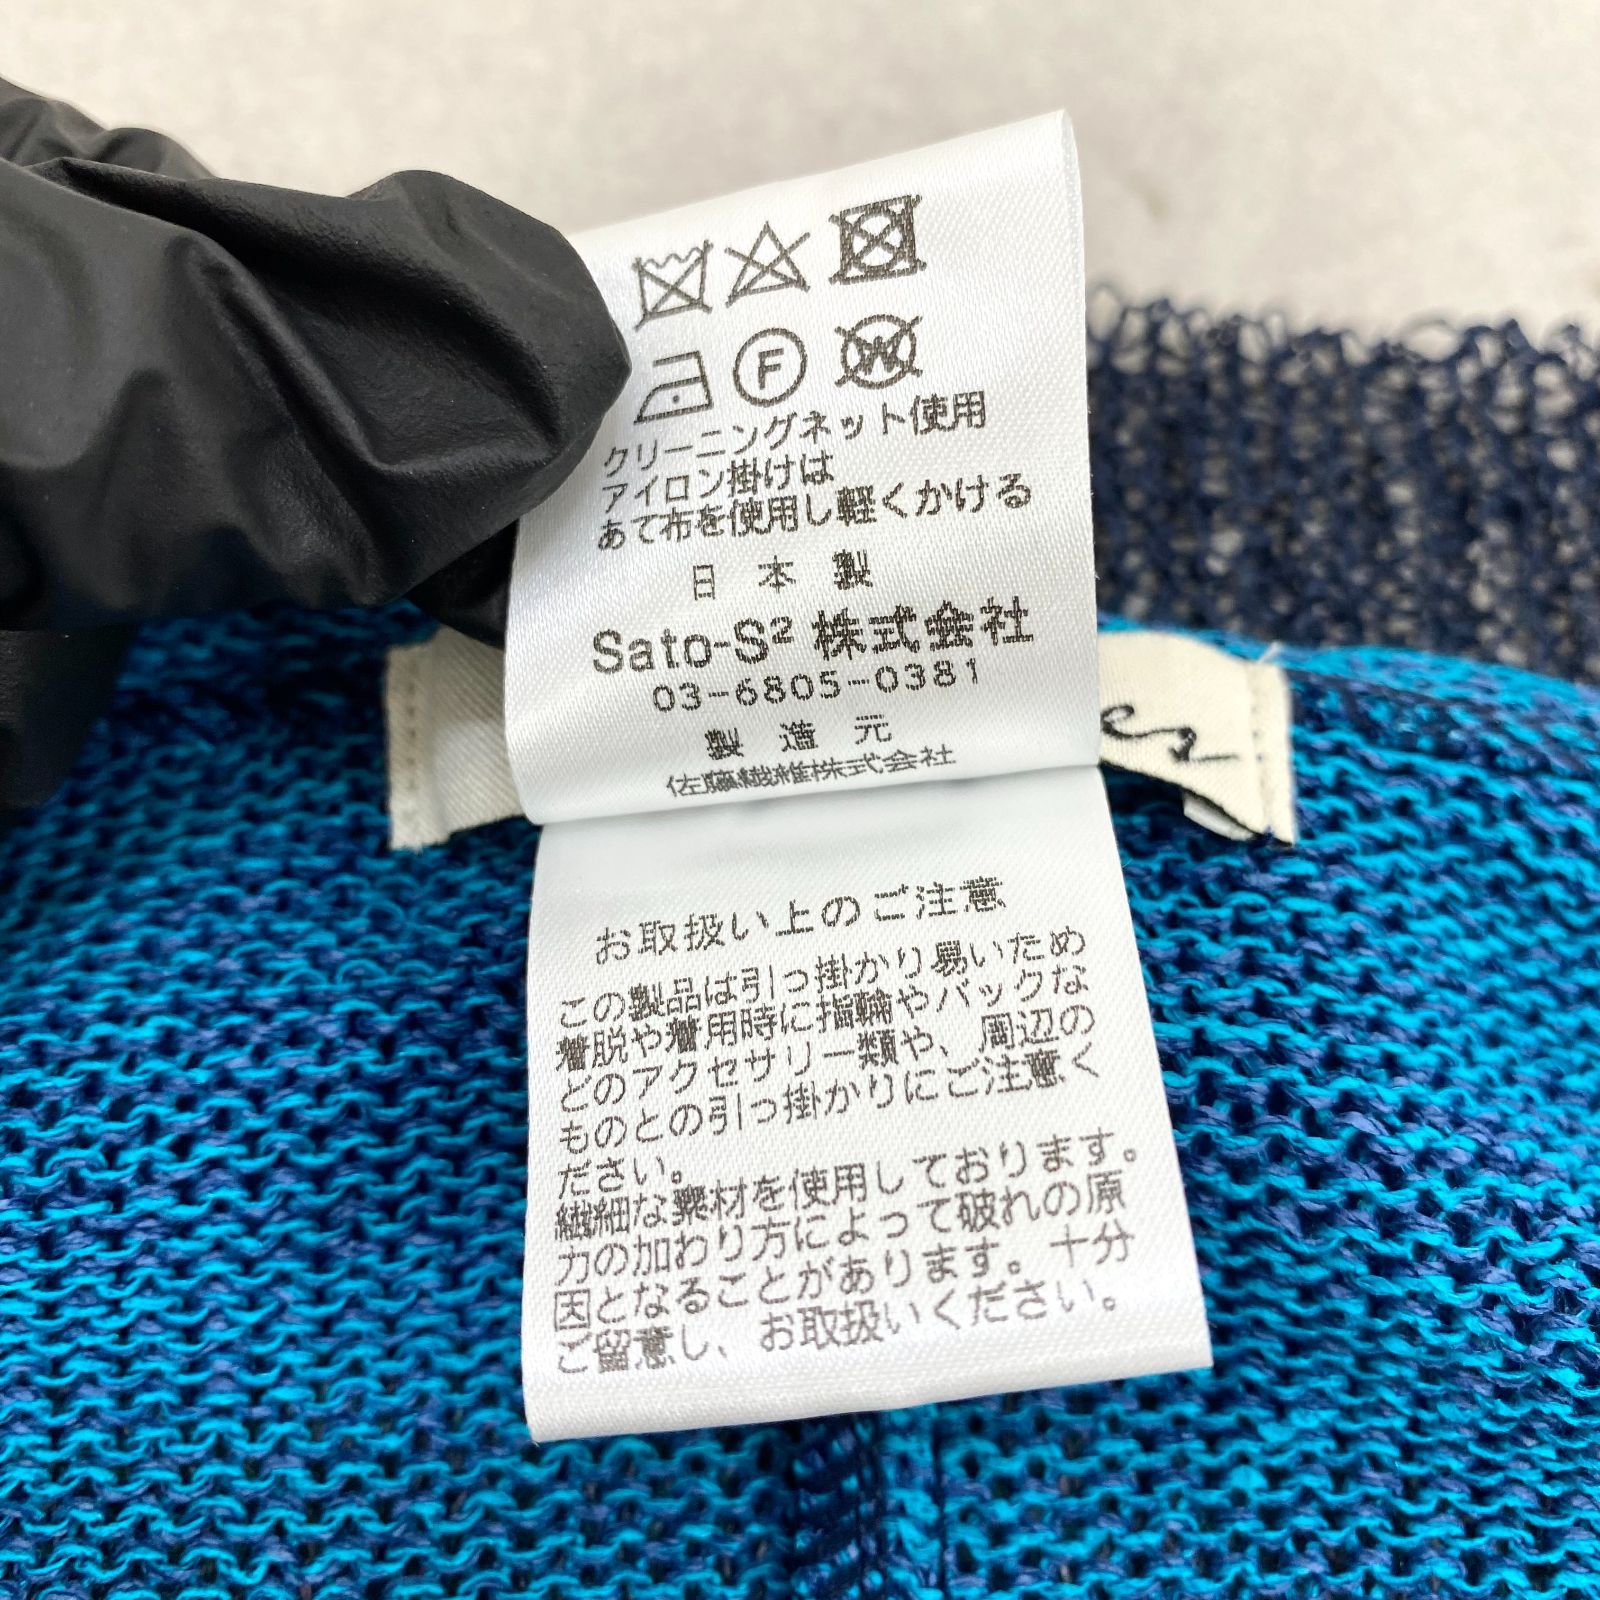 F W
クリーニングネット使用
アイロン掛けは
あて布を使用し軽くかける
日本製
Sato-S² 株式会社
03-6805-0381
製造元
佐藤繊維株式会社
お取扱い上のご注意
この製品は引っ掛かり易いため
着脱や着用時に指輪やバックな
どのアクセサリー類や、周辺の
ものとの引っ掛かりにご注意く
ださい。
繊細な素材を使用しております。
力の加わり方によって破れの原
因となることがあります。十分
ご留意し、お取扱いください。